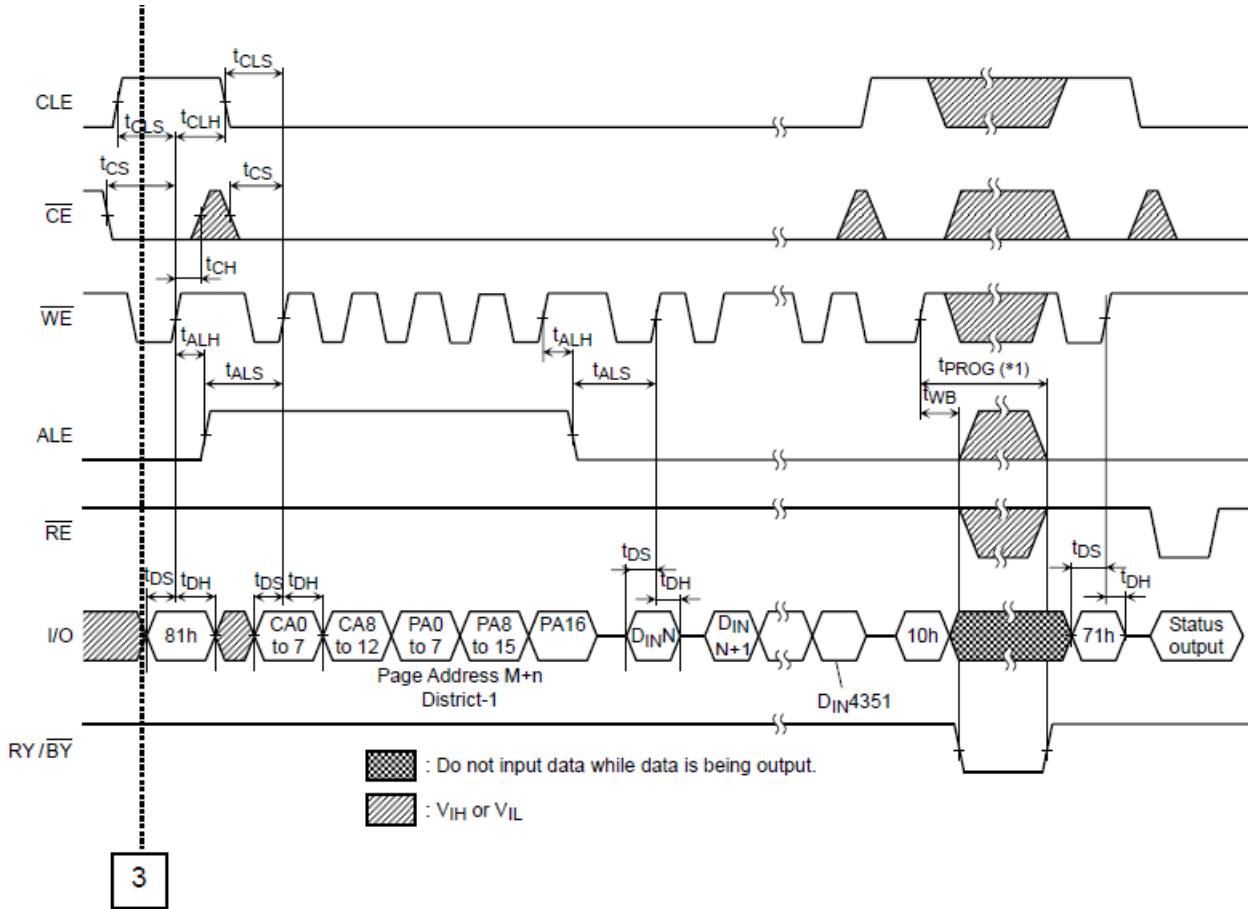 tCLS
CLE
tCLS tCLH
tCS tCS
CE
tCH
WE
tALH tALH
tALS tALS tPROG (*1)
tWB
ALE
RE
tDS tDH tDS tDH tDS tDH tDS tDH
I/O 81h CA0 to 7 CA8 to 12 PA0 to 7 PA8 to 15 PA16 DINN DIN N+1 10h 71h Status output
Page Address M+n
District-1
DIN4351
RY/BY
: Do not input data while data is being output.
: VIH or VIL
3